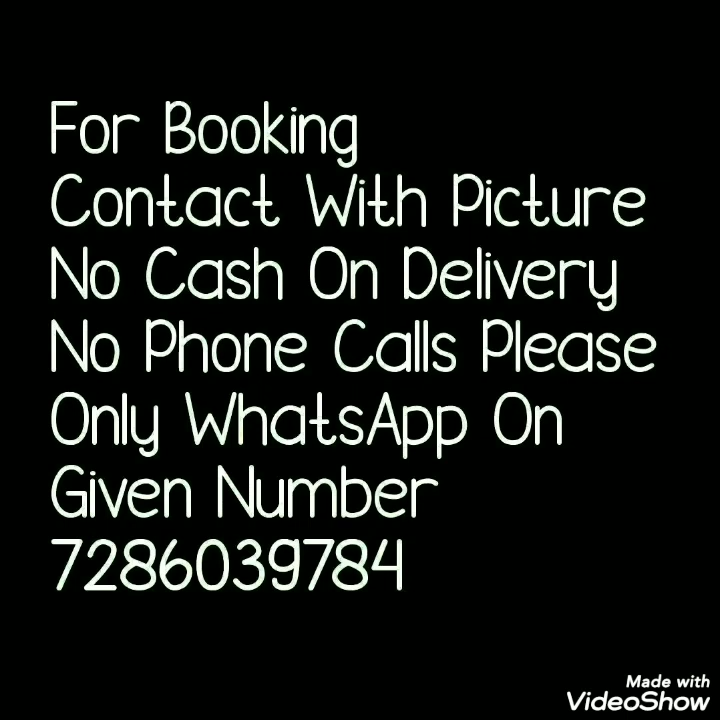 For Booking
Contact With Picture
No Cash On Delivery
No Phone Calls Please
Only WhatsApp On
Given Number
7286039784
Made with
VideoShow